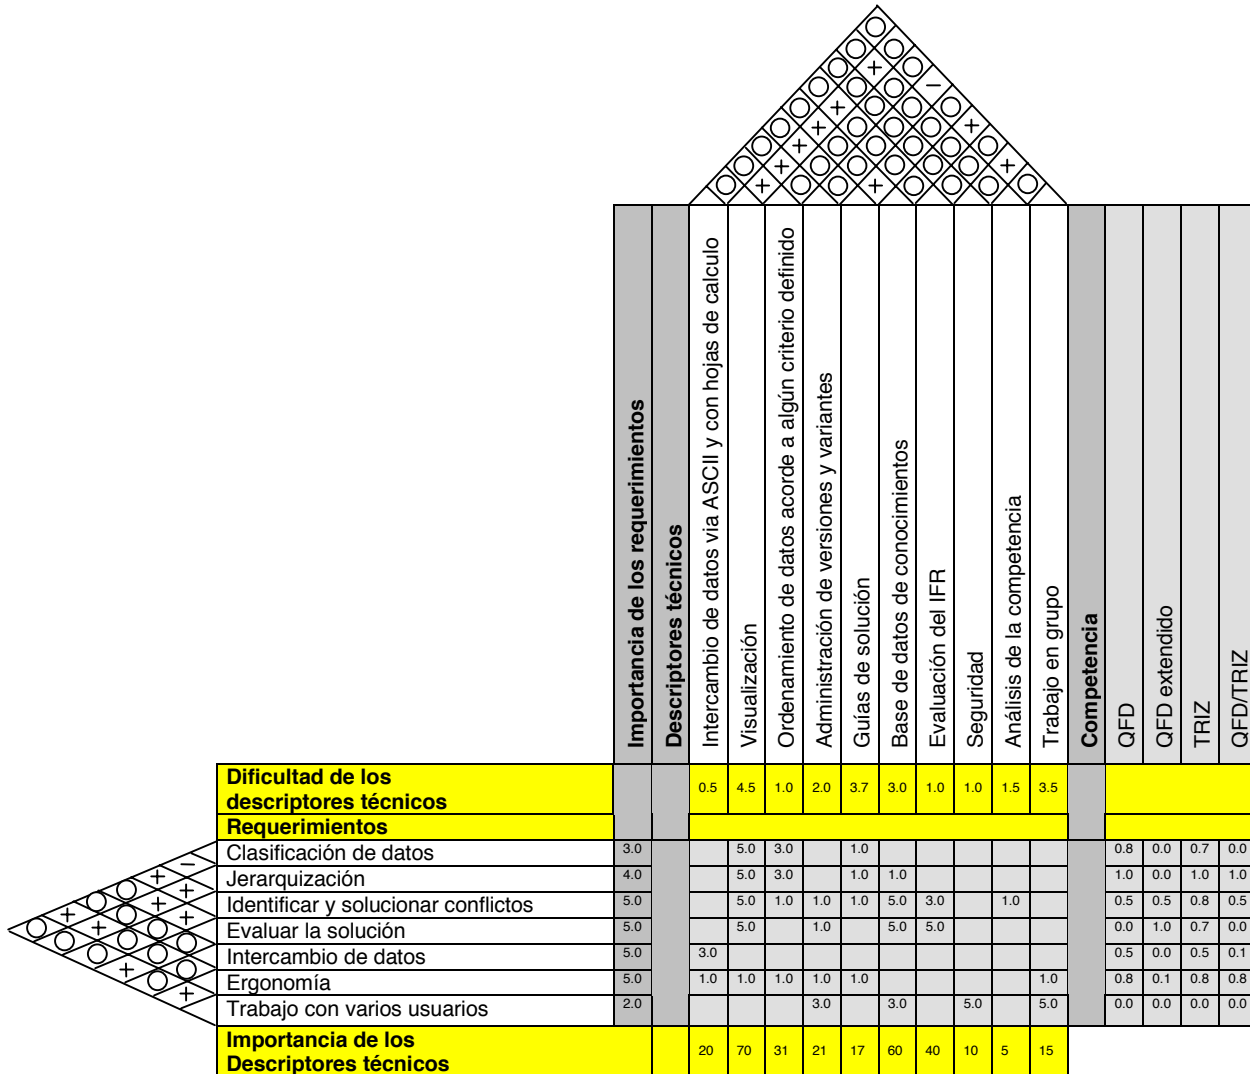 Importancia de los requerimientos
Descriptores técnicos
Intercambio de datos via ASCII y con hojas de calculo
Visualización
Ordenamiento de datos acorde a algún criterio definido
Administración de versiones y variantes
Guías de solución
Base de datos de conocimientos
Evaluación del IFR
Seguridad
Análisis de la competencia
Trabajo en grupo
Competencia
QFD
QFD extendido
TRIZ
QFD/TRIZ
Dificultad de los
descriptores técnicos
0.5 4.5 1.0 2.0 3.7 3.0 1.0 1.0 1.5 3.5
Requerimientos
Clasificación de datos 3.0 5.0 3.0 1.0 0.8 0.0 0.7 0.0
Jerarquización 4.0 5.0 3.0 1.0 1.0 1.0 0.0 1.0 1.0
Identificar y solucionar conflictos 5.0 5.0 1.0 1.0 1.0 5.0 3.0 1.0 0.5 0.5 0.8 0.5
Evaluar la solución 5.0 5.0 1.0 5.0 5.0 0.0 1.0 0.7 0.0
Intercambio de datos 5.0 3.0 0.5 0.0 0.5 0.1
Ergonomía 5.0 1.0 1.0 1.0 1.0 1.0 1.0 0.8 0.1 0.8 0.8
Trabajo con varios usuarios 2.0 3.0 3.0 5.0 5.0 0.0 0.0 0.0 0.0
Importancia de los
Descriptores técnicos
20 70 31 21 17 60 40 10 5 15